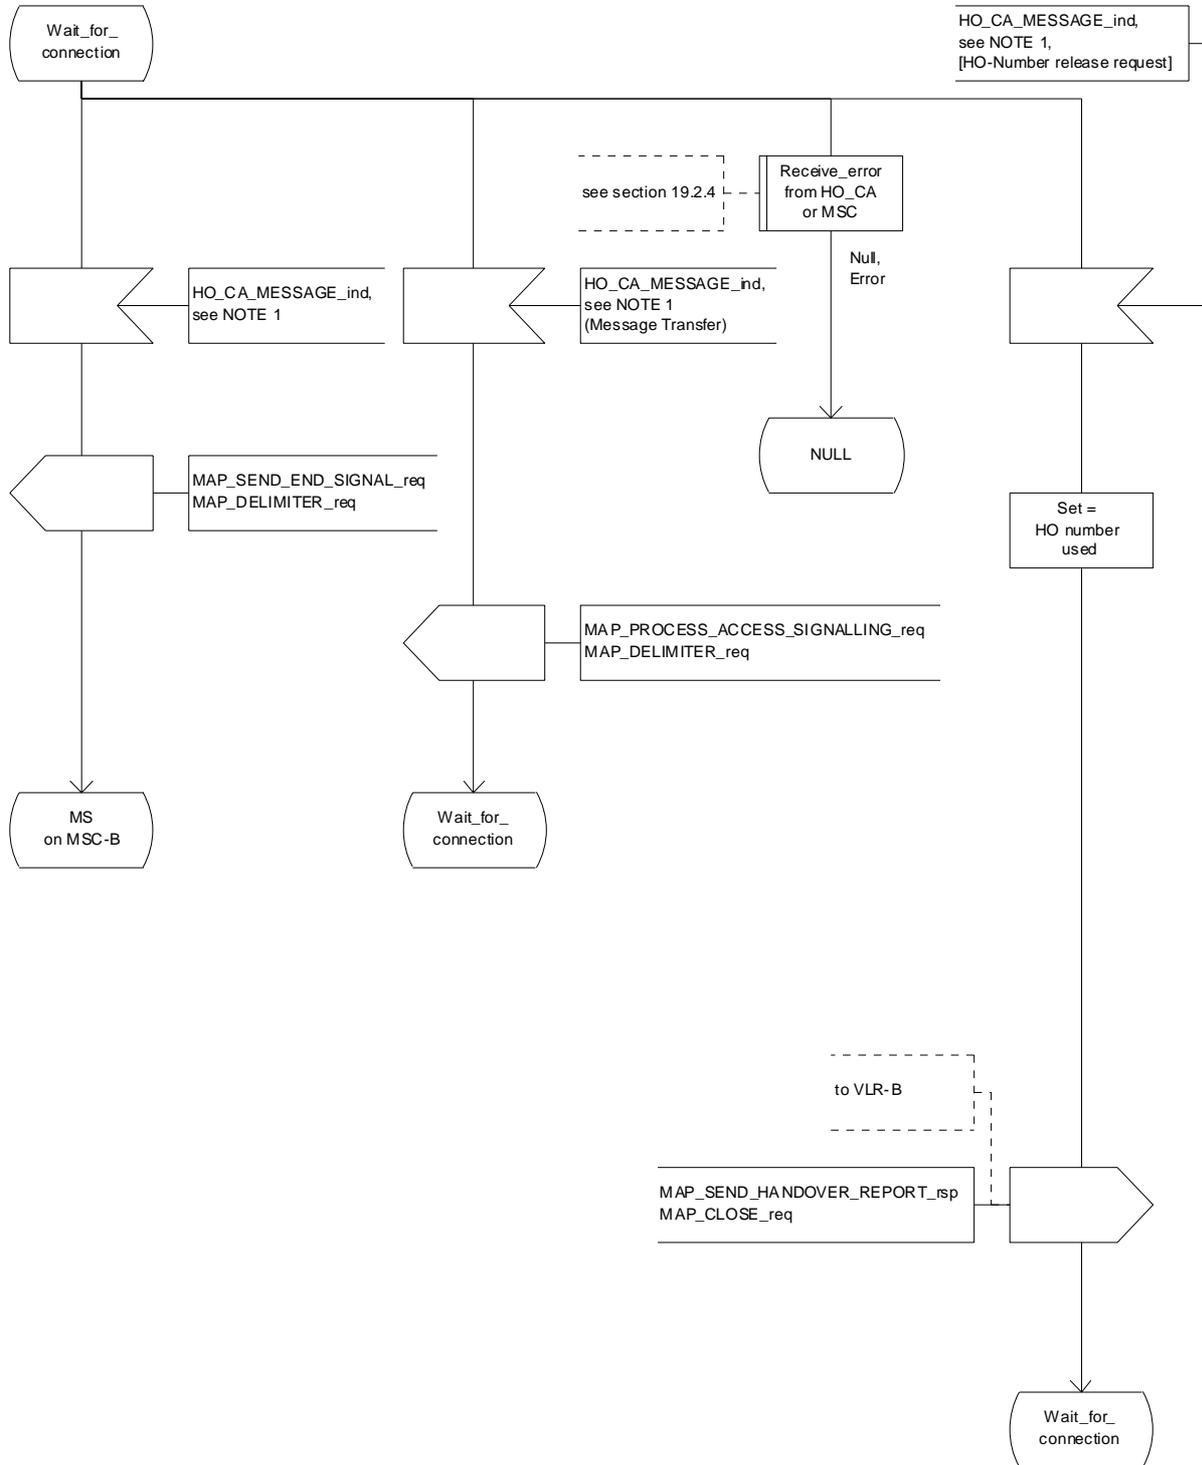 Wait_for_
connection
HO_CA_MESSAGE_ind,
see NOTE 1,
[HO-Number release request]
see section 19.2.4
Receive_error
from HO_CA
or MSC
Null,
Error
HO_CA_MESSAGE_ind,
see NOTE 1
HO_CA_MESSAGE_ind,
see NOTE 1
(Message Transfer)
NULL
MAP_SEND_END_SIGNAL_req
MAP_DELIMITER_req
Set =
HO number
used
MAP_PROCESS_ACCESS_SIGNALLING_req
MAP_DELIMITER_req
MS
on MSC-B
Wait_for_
connection
to VLR-B
MAP_SEND_HANDOVER_REPORT_rsp
MAP_CLOSE_req
Wait_for_
connection